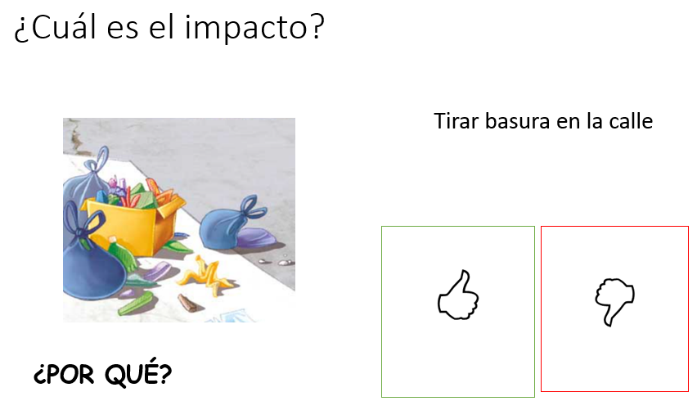 ¿Cuál es el impacto?
Tirar basura en la calle
¿POR QUÉ?